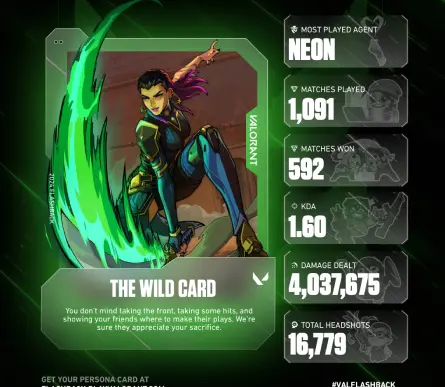 MOST PLAYED AGENT
NEON
MATCHES PLAYED
1,091
MATCHES WON
592
KDA
1.60
DAMAGE DEALT
4,037,675
TOTAL HEADSHOTS
16,779
VALORANT
2024 FLASHBACK
THE WILD CARD
You don't mind taking the front, taking some hits, and
showing your friends where to make their plays. We're
sure they appreciate your sacrifice.
GET YOUR PERSONA CARD AT
#VALFLASHBACK